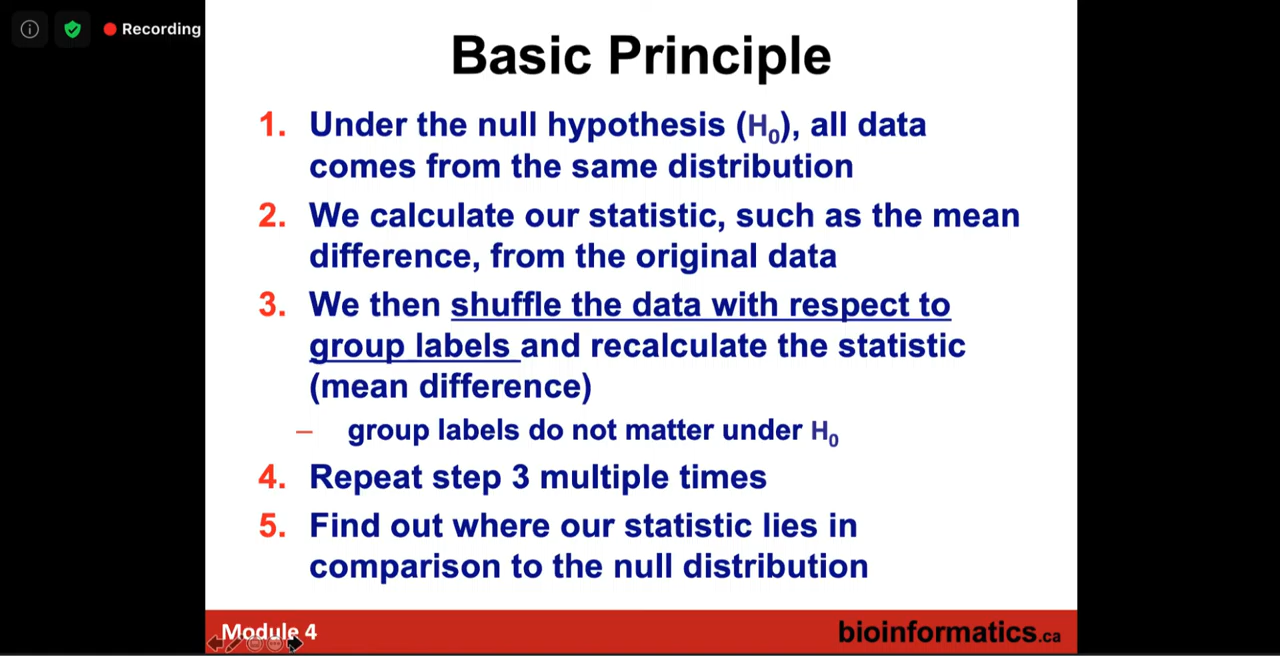 Recording
Basic Principle
1. Under the null hypothesis (H₀), all data
comes from the same distribution
2. We calculate our statistic, such as the mean
difference, from the original data
3. We then shuffle the data with respect to
group labels and recalculate the statistic
(mean difference)
– group labels do not matter under H₀
4. Repeat step 3 multiple times
5. Find out where our statistic lies in
comparison to the null distribution
Module 4
bioinformatics.ca